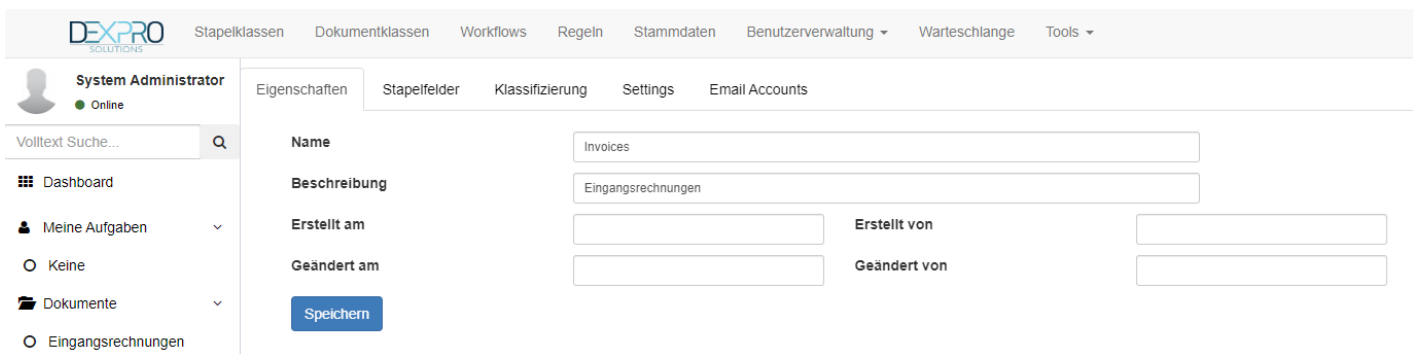 DEXPRO
SOLUTIONS
Stapelklassen Dokumentklassen Workflows Regeln Stammdaten Benutzerverwaltung Warteschlange Tools
System Administrator
Online
Volltext Suche...
Dashboard
Meine Aufgaben
Keine
Dokumente
Eingangsrechnungen
Eigenschaften Stapelfelder Klassifizierung Settings Email Accounts
Name Invoices
Beschreibung Eingangsrechnungen
Erstellt am Erstellt von
Geändert am Geändert von
Speichern